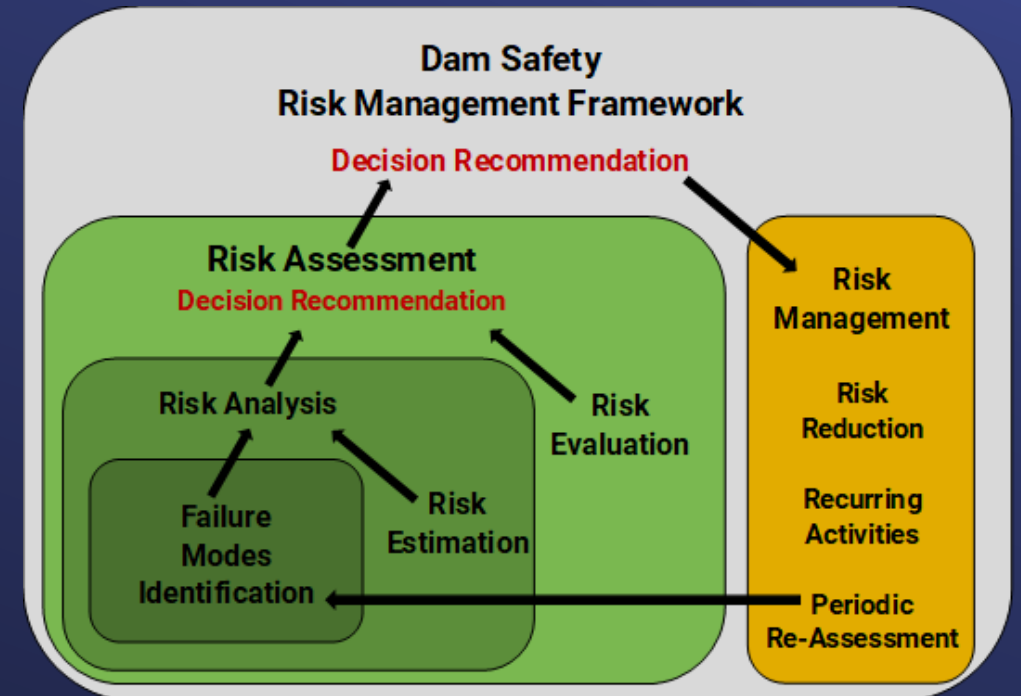 Dam Safety
Risk Management Framework
Decision Recommendation
Risk Assessment
Decision Recommendation
Risk Analysis
Failure
Modes
Identification
Risk
Estimation
Risk
Evaluation
Risk
Management
Risk
Reduction
Recurring
Activities
Periodic
Re-Assessment